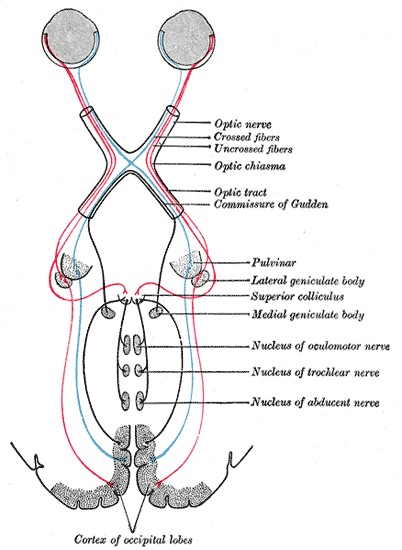 Optic nerve
Crossed fibers
Uncrossed fibers
Optic chiasma
Optic tract
Commissure of Gudden
Pulvinar
Lateral geniculate body
Superior colliculus
Medial geniculate body
Nucleus of oculomotor nerve
Nucleus of trochlear nerve
Nucleus of abducent nerve
Cortex of occipital lobes